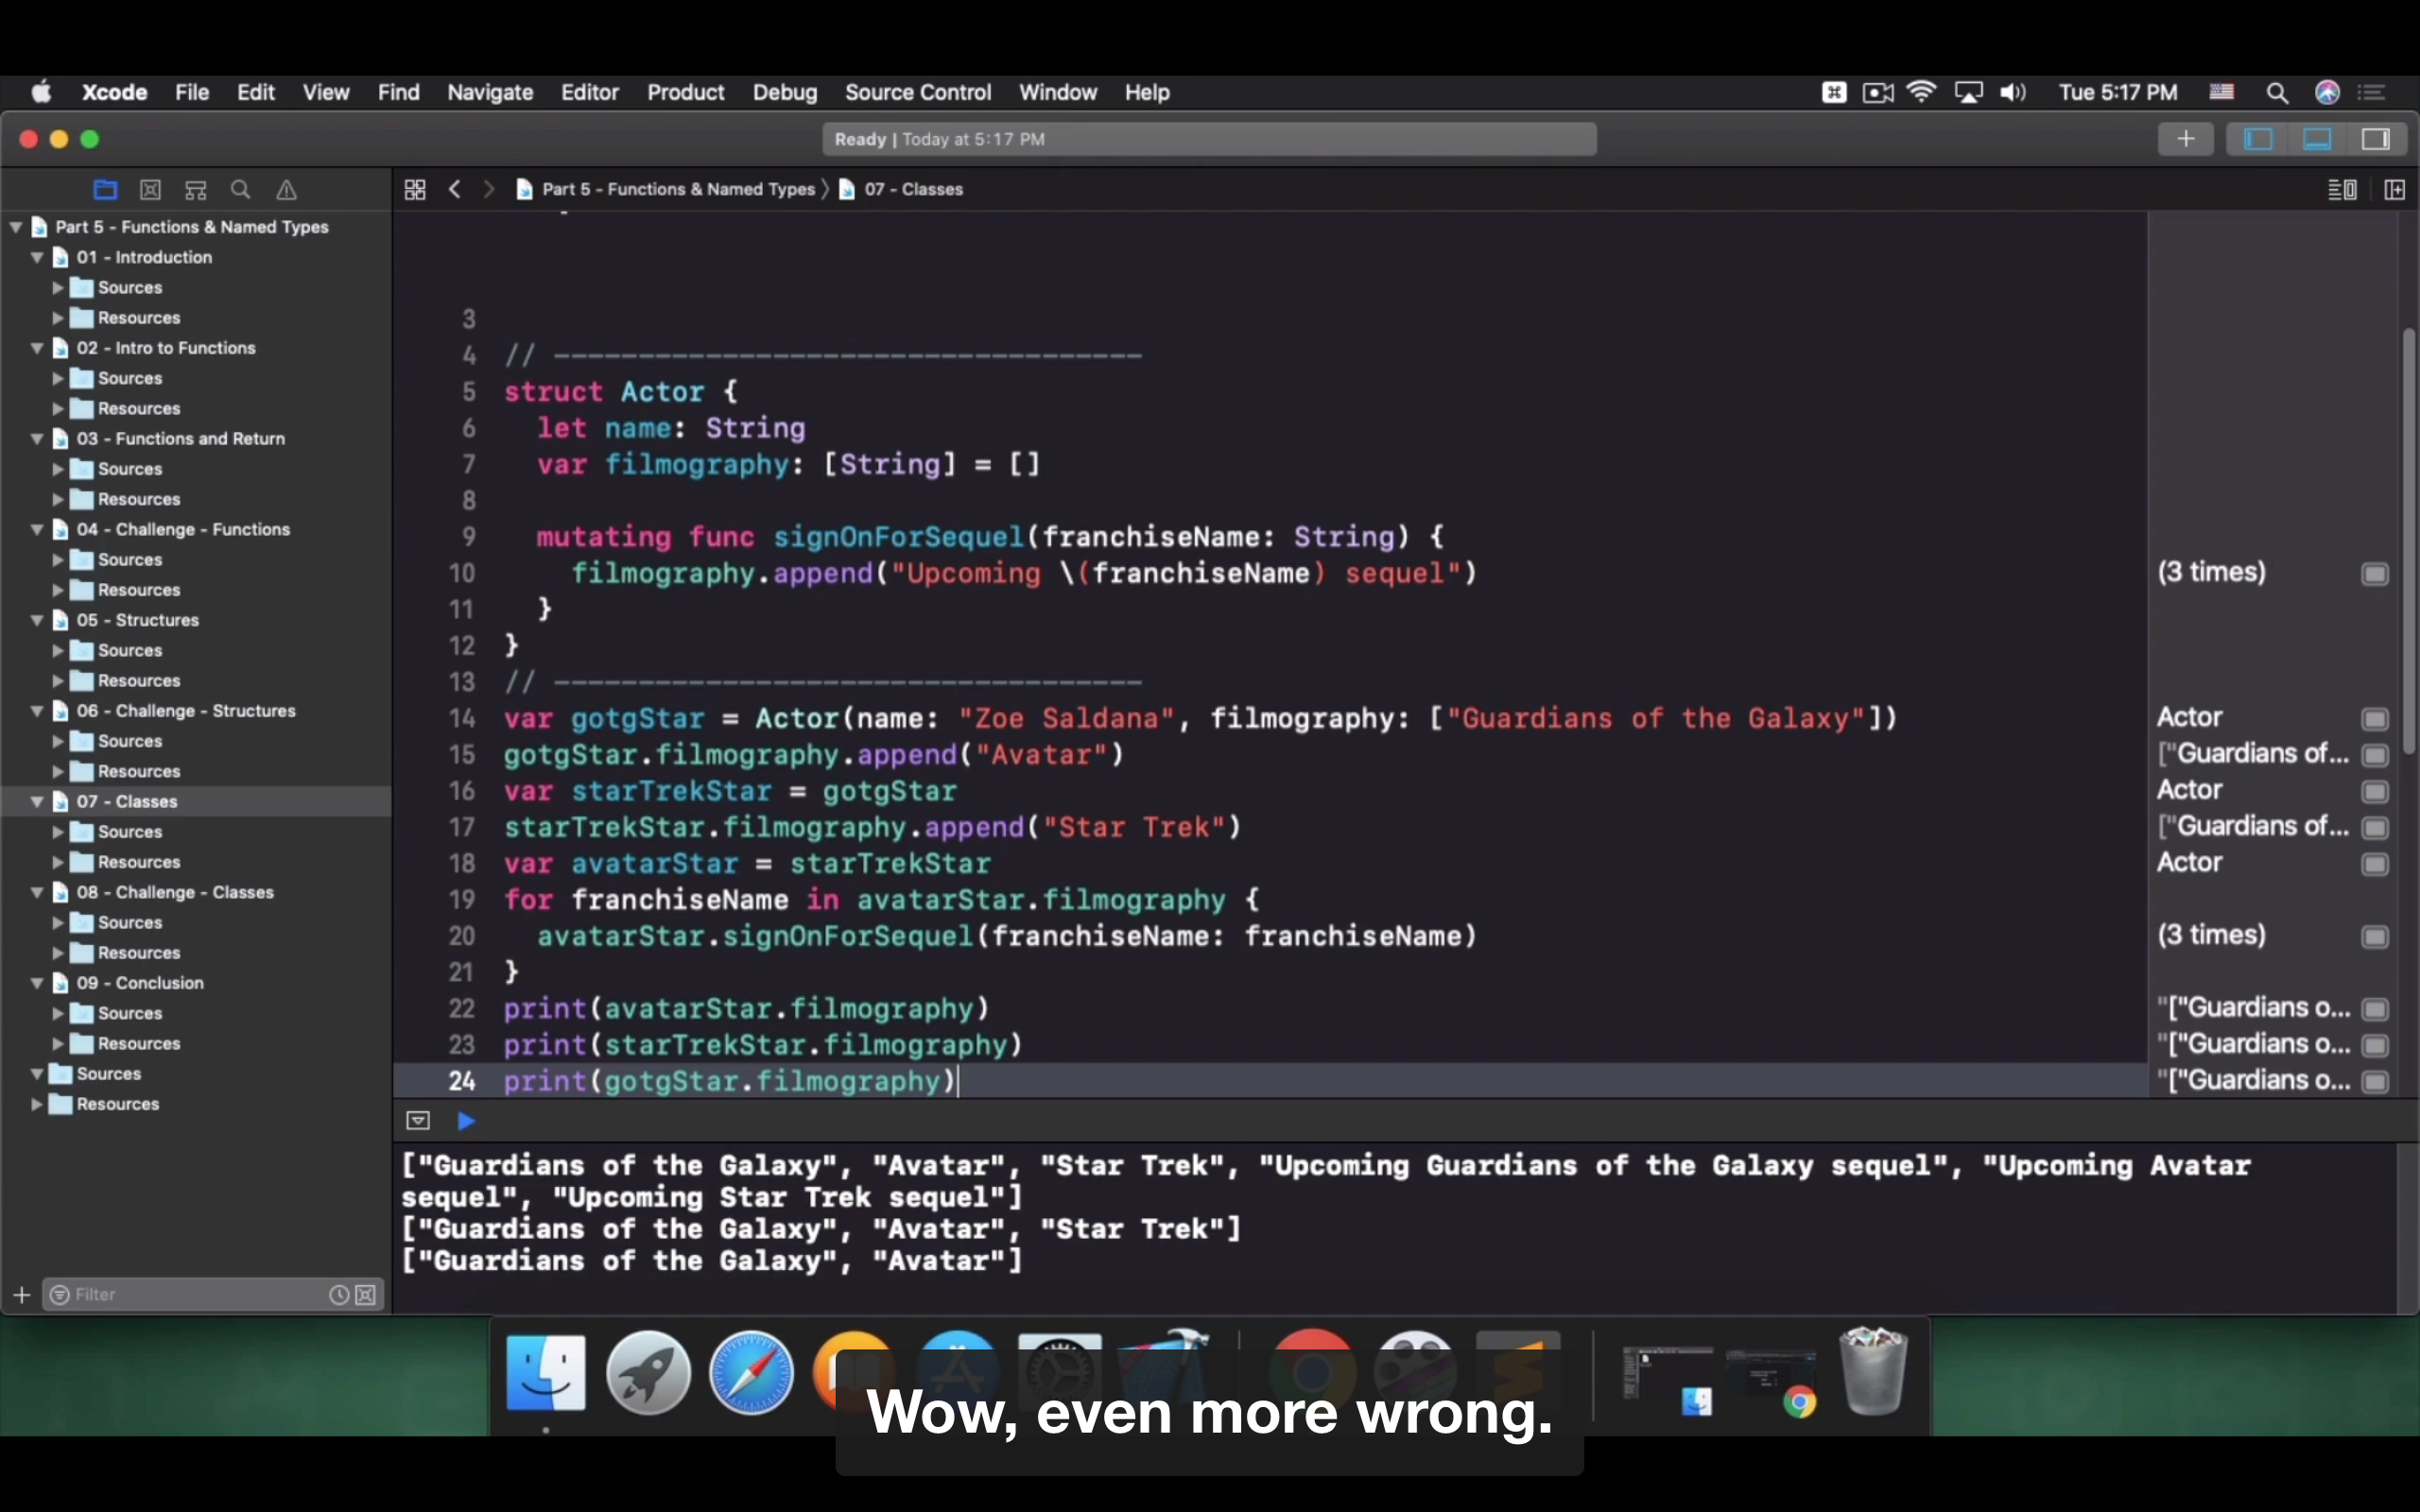 Xcode File Edit View Find Navigate Editor Product Debug Source Control Window Help Tue 5:17 PM
Ready | Today at 5:17 PM
Part 5 - Functions & Named Types 07 - Classes
Part 5 - Functions & Named Types
01 - Introduction
Sources
Resources
02 - Intro to Functions
Sources
Resources
03 - Functions and Return
Sources
Resources
04 - Challenge - Functions
Sources
Resources
05 - Structures
Sources
Resources
06 - Challenge - Structures
Sources
Resources
07 - Classes
Sources
Resources
08 - Challenge - Classes
Sources
Resources
09 - Conclusion
Sources
Resources
Sources
Resources
Filter
3
4 // -----------------------------------
5 struct Actor {
6 let name: String
7 var filmography: [String] = []
8
9 mutating func signOnForSequel(franchiseName: String) {
10 filmography.append("Upcoming \(franchiseName) sequel")
11 }
12 }
13 // -----------------------------------
14 var gotgStar = Actor(name: "Zoe Saldana", filmography: ["Guardians of the Galaxy"])
15 gotgStar.filmography.append("Avatar")
16 var starTrekStar = gotgStar
17 starTrekStar.filmography.append("Star Trek")
18 var avatarStar = starTrekStar
19 for franchiseName in avatarStar.filmography {
20 avatarStar.signOnForSequel(franchiseName: franchiseName)
21 }
22 print(avatarStar.filmography)
23 print(starTrekStar.filmography)
24 print(gotgStar.filmography)
(3 times)
Actor
["Guardians of...
Actor
["Guardians of...
Actor
(3 times)
"["Guardians o...
"["Guardians o...
"["Guardians o...
["Guardians of the Galaxy", "Avatar", "Star Trek", "Upcoming Guardians of the Galaxy sequel", "Upcoming Avatar
sequel", "Upcoming Star Trek sequel"]
["Guardians of the Galaxy", "Avatar", "Star Trek"]
["Guardians of the Galaxy", "Avatar"]
Wow, even more wrong.